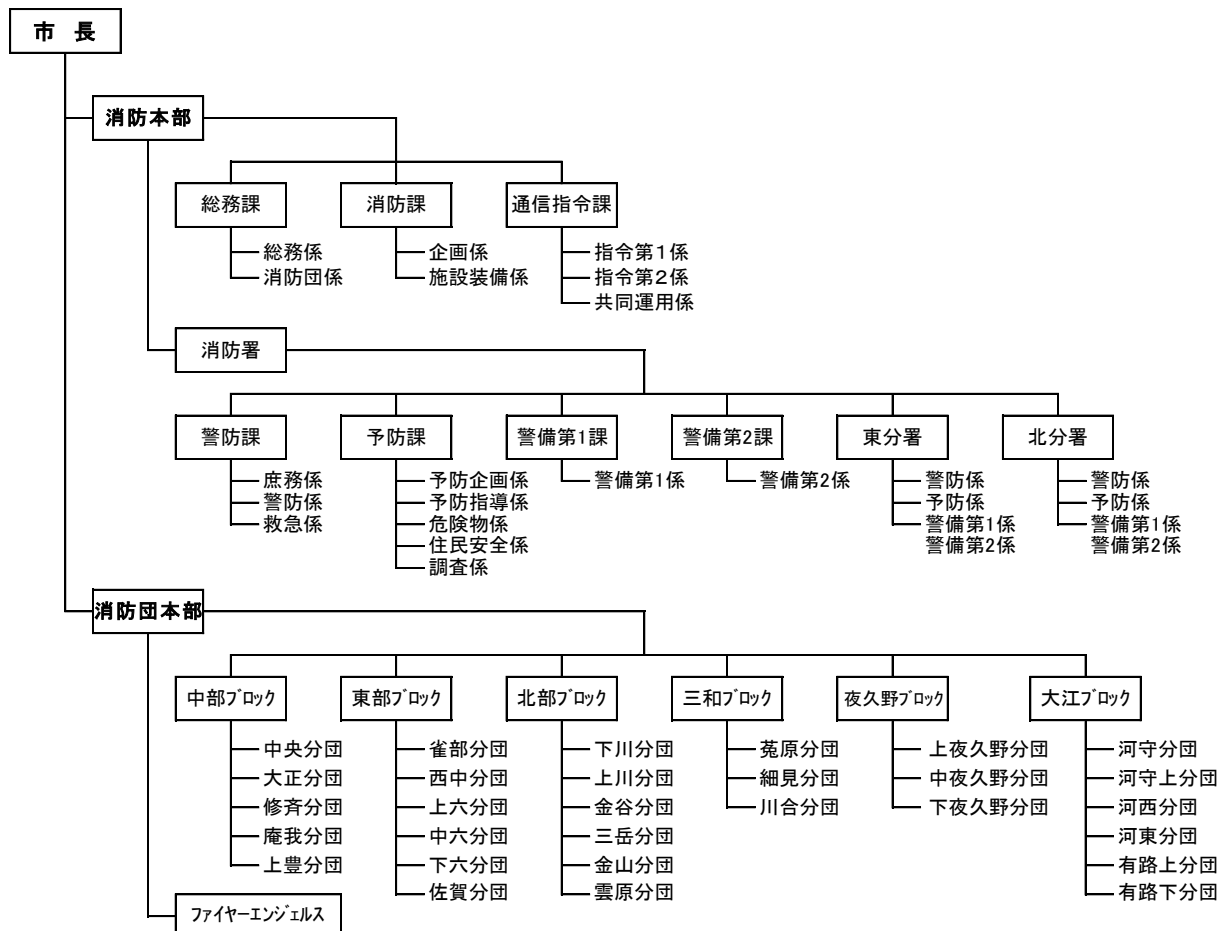 市 長
消防本部
総務課 消防課 通信指令課
総務係 企画係 指令第1係
消防団係 施設装備係 指令第2係
共同運用係
消防署
警防課 予防課 警備第1課 警備第2課 東分署 北分署
庶務係 予防企画係 警備第1係 警備第2係 警防係 警防係
警防係 予防指導係 予防係 予防係
救急係 危険物係 警備第1係 警備第1係
住民安全係 警備第2係 警備第2係
調査係
消防団本部
中部ブロック 東部ブロック 北部ブロック 三和ブロック 夜久野ブロック 大江ブロック
中央分団 雀部分団 下川分団 菟原分団 上夜久野分団 河守分団
大正分団 西中分団 上川分団 細見分団 中夜久野分団 河守上分団
修斉分団 上六分団 金谷分団 川合分団 下夜久野分団 河西分団
庵我分団 中六分団 三岳分団 河東分団
上豊分団 下六分団 金山分団 有路上分団
佐賀分団 雲原分団 有路下分団
ファイヤーエンジェルス